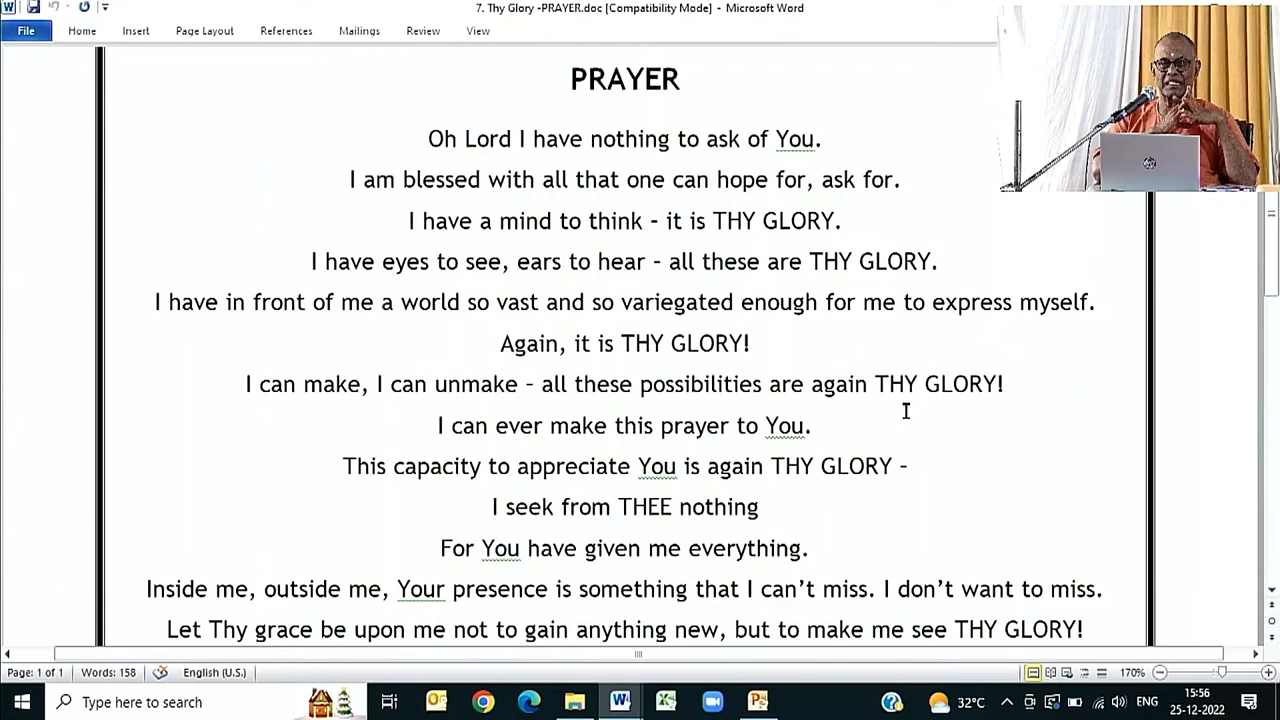 7. Thy Glory -PRAYER.doc [Compatibility Mode] - Microsoft Word
File Home Insert Page Layout References Mailings Review View
PRAYER
Oh Lord I have nothing to ask of You.
I am blessed with all that one can hope for, ask for.
I have a mind to think - it is THY GLORY.
I have eyes to see, ears to hear - all these are THY GLORY.
I have in front of me a world so vast and so variegated enough for me to express myself.
Again, it is THY GLORY!
I can make, I can unmake - all these possibilities are again THY GLORY!
I can ever make this prayer to You.
This capacity to appreciate You is again THY GLORY -
I seek from THEE nothing
For You have given me everything.
Inside me, outside me, Your presence is something that I can't miss. I don't want to miss.
Let Thy grace be upon me not to gain anything new, but to make me see THY GLORY!
Page: 1 of 1 Words: 158 English (U.S.) 170%
Type here to search 32°C ENG 15:56
25-12-2022